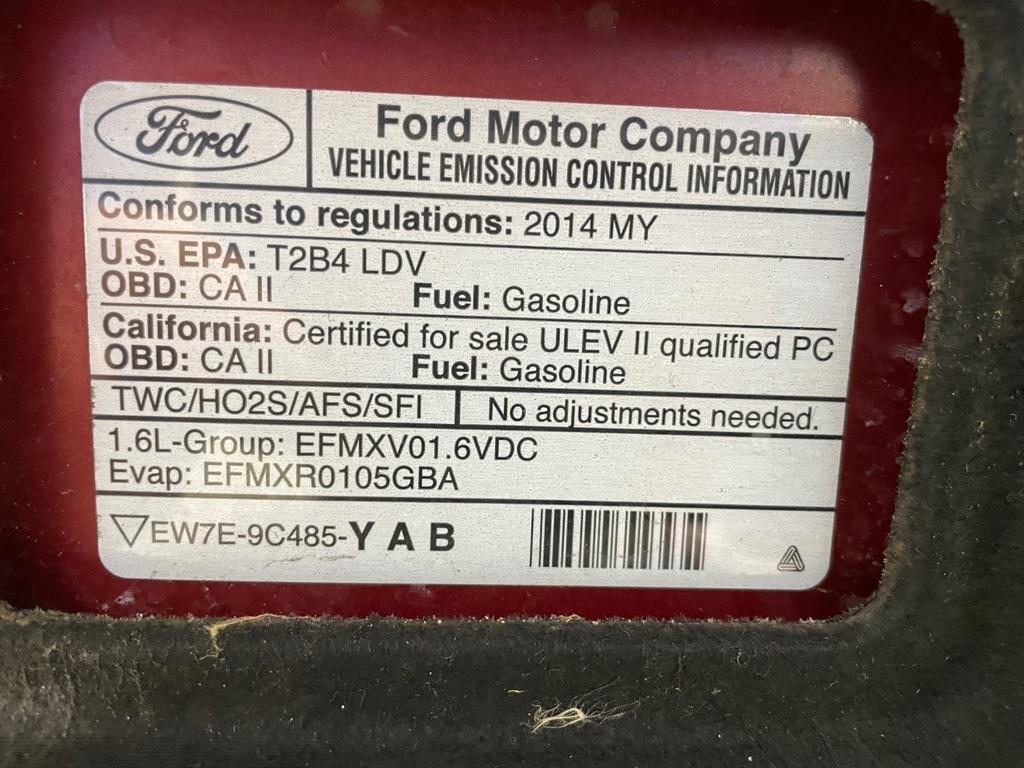 Ford
Ford Motor Company
VEHICLE EMISSION CONTROL INFORMATION
Conforms to regulations: 2014 MY
U.S. EPA: T2B4 LDV
OBD: CA II Fuel: Gasoline
California: Certified for sale ULEV II qualified PC
OBD: CA II Fuel: Gasoline
TWC/HO2S/AFS/SFI No adjustments needed.
1.6L-Group: EFMXV01.6VDC
Evap: EFMXR0105GBA
▽EW7E-9C485-Y A B